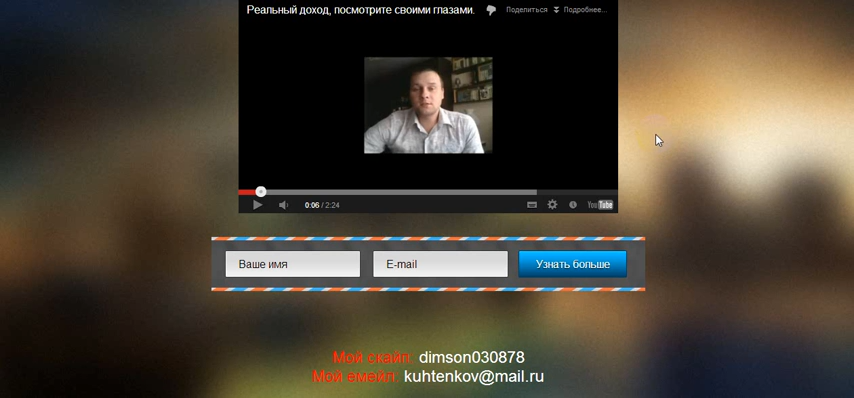 Реальный доход, посмотрите своими глазами.
Поделиться
Подробнее...
0:06 / 2:24
YouTube
Ваше имя
E-mail
Узнать больше
Мой скайп: dimson030878
Мой емейл: kuhtenkov@mail.ru